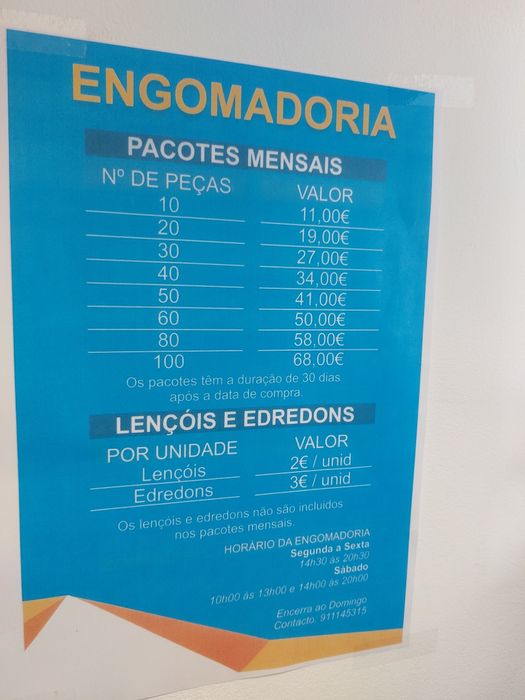 ENGOMADORIA
PACOTES MENSAIS
Nº DE PEÇAS VALOR
10 11,00€
20 19,00€
30 27,00€
40 34,00€
50 41,00€
60 50,00€
80 58,00€
100 68,00€
Os pacotes têm a duração de 30 dias
após a data de compra.
LENÇÓIS E EDREDONS
POR UNIDADE VALOR
Lençóis 2€ / unid
Edredons 3€ / unid
Os lençóis e edredons não são incluidos
nos pacotes mensais.
HORÁRIO DA ENGOMADORIA
Segunda a Sexta
14h30 às 20h30
Sábado
10h00 às 13h00 e 14h00 às 20h00
Encerra ao Domingo
Contacto. 911145315